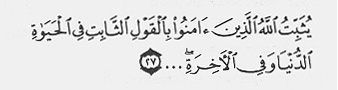 يُثَبِّتُ ٱللَّهُ ٱلَّذِينَ ءَامَنُوا۟ بِٱلْقَوْلِ ٱلثَّابِتِ فِى ٱلْحَيَوٰةِ
ٱلدُّنْيَا وَفِى ٱلْـَٔاخِرَةِ ۖ ... ٢٧